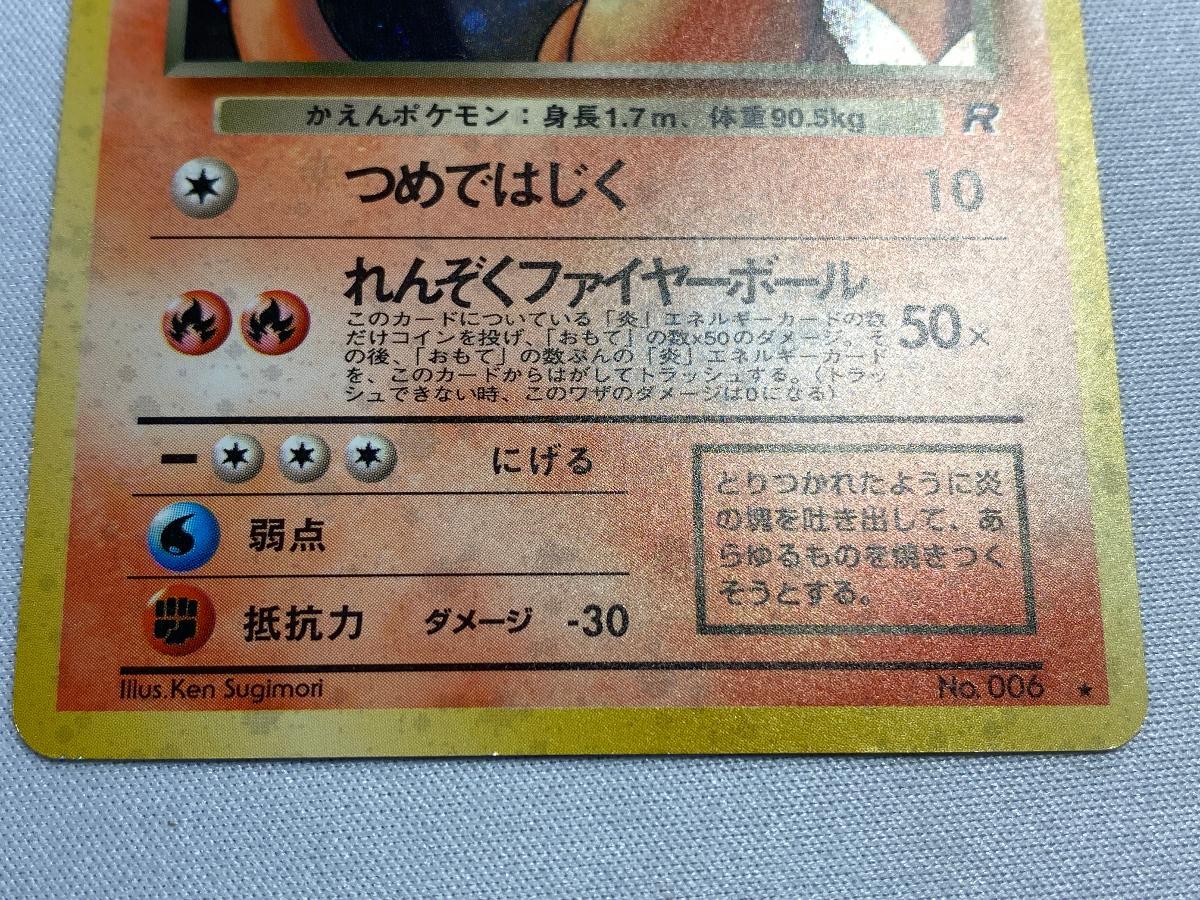 かえんポケモン：身長1.7m、体重90.5kg
R
つめではじく 10
れんぞくファイヤーボール
このカードについている「炎」エネルギーカードの数
だけコインを投げ、「おもて」の数x50のダメージ。そ
の後、「おもて」の数ぶんの「炎」エネルギーカード
を、このカードからはがしてトラッシュする。（トラッ
シュできない時、このワザのダメージは0になる）
50×
にげる
弱点
抵抗力 ダメージ -30
とりつかれたように炎
の塊を吐き出して、あ
らゆるものを焼きつく
そうとする。
Illus.Ken Sugimori
No. 006 ★